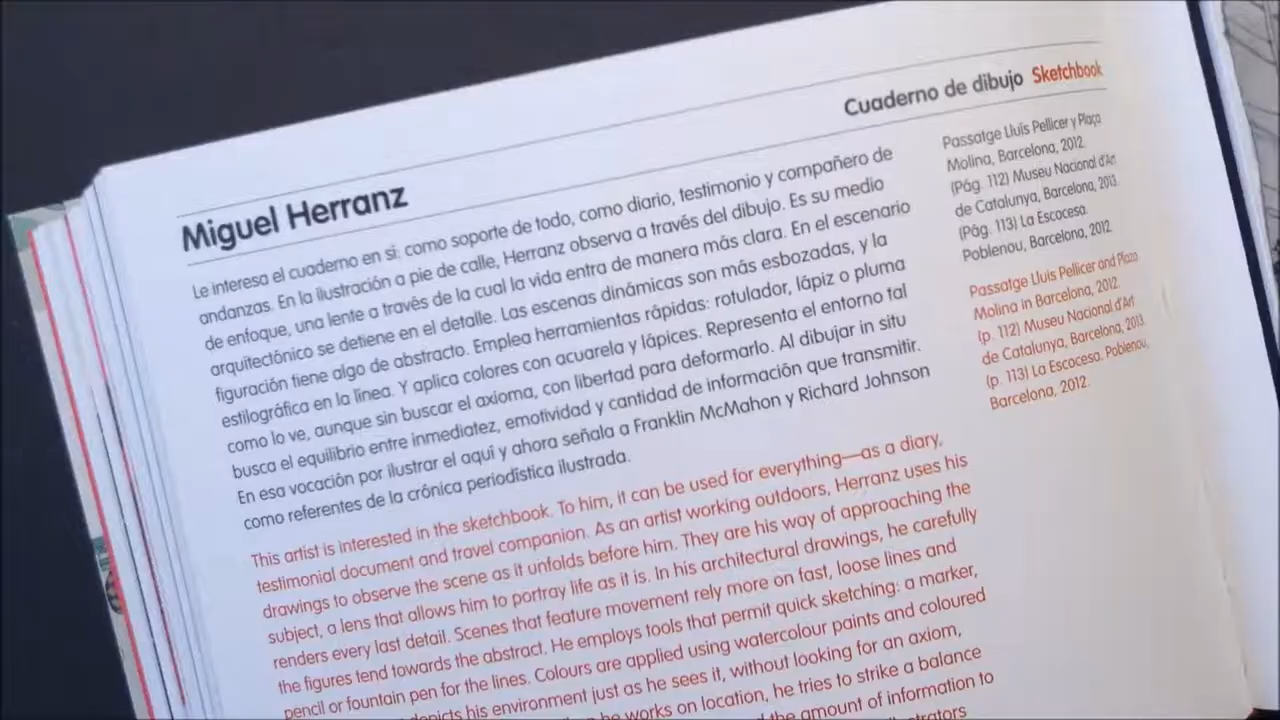 Cuaderno de dibujo Sketchbook
Miguel Herranz
Le interesa el cuaderno en sí: como soporte de todo, como diario, testimonio y compañero de
andanzas. En la ilustración a pie de calle, Herranz observa a través del dibujo. Es su medio
de enfoque, una lente a través de la cual la vida entra de manera más clara. En el escenario
arquitectónico se detiene en el detalle. Las escenas dinámicas son más esbozadas, y la
figuración tiene algo de abstracto. Emplea herramientas rápidas: rotulador, lápiz o pluma
estilográfica en la línea. Y aplica colores con acuarela y lápices. Representa el entorno tal
como lo ve, aunque sin buscar el axioma, con libertad para deformarlo. Al dibujar in situ
busca el equilibrio entre inmediatez, emotividad y cantidad de información que transmitir.
En esa vocación por ilustrar el aquí y ahora señala a Franklin McMahon y Richard Johnson
como referentes de la crónica periodística ilustrada.
This artist is interested in the sketchbook. To him, it can be used for everything—as a diary,
testimonial document and travel companion. As an artist working outdoors, Herranz uses his
drawings to observe the scene as it unfolds before him. They are his way of approaching the
subject, a lens that allows him to portray life as it is. In his architectural drawings, he carefully
renders every last detail. Scenes that feature movement rely more on fast, loose lines and
the figures tend towards the abstract. He employs tools that permit quick sketching: a marker,
pencil or fountain pen for the lines. Colours are applied using watercolour paints and coloured
depicts his environment just as he sees it, without looking for an axiom,
he works on location, he tries to strike a balance
the amount of information to
Passatge Lluís Pellicer y Plaça
Molina, Barcelona, 2012.
(Pág. 112) Museu Nacional d'Art
de Catalunya, Barcelona, 2013.
(Pág. 113) La Escocesa.
Poblenou, Barcelona, 2012.
Passatge Lluis Pellicer and Plaza
Molina in Barcelona, 2012.
(p. 112) Museu Nacional d'Art
de Catalunya, Barcelona, 2013.
(p. 113) La Escocesa. Poblenou,
Barcelona, 2012.